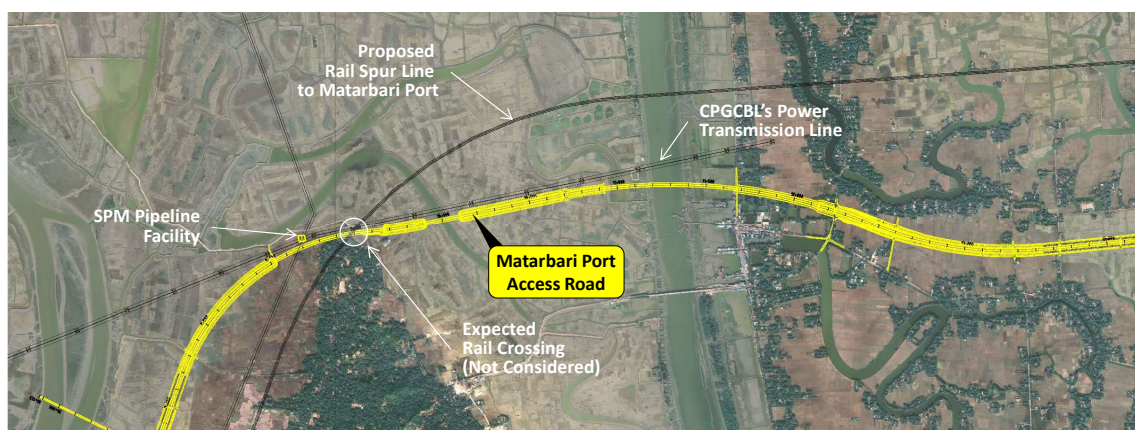 Proposed
Rail Spur Line
to Matarbari Port
CPGCBL's Power
Transmission Line
SPM Pipeline
Facility
Matarbari Port
Access Road
Expected
Rail Crossing
(Not Considered)